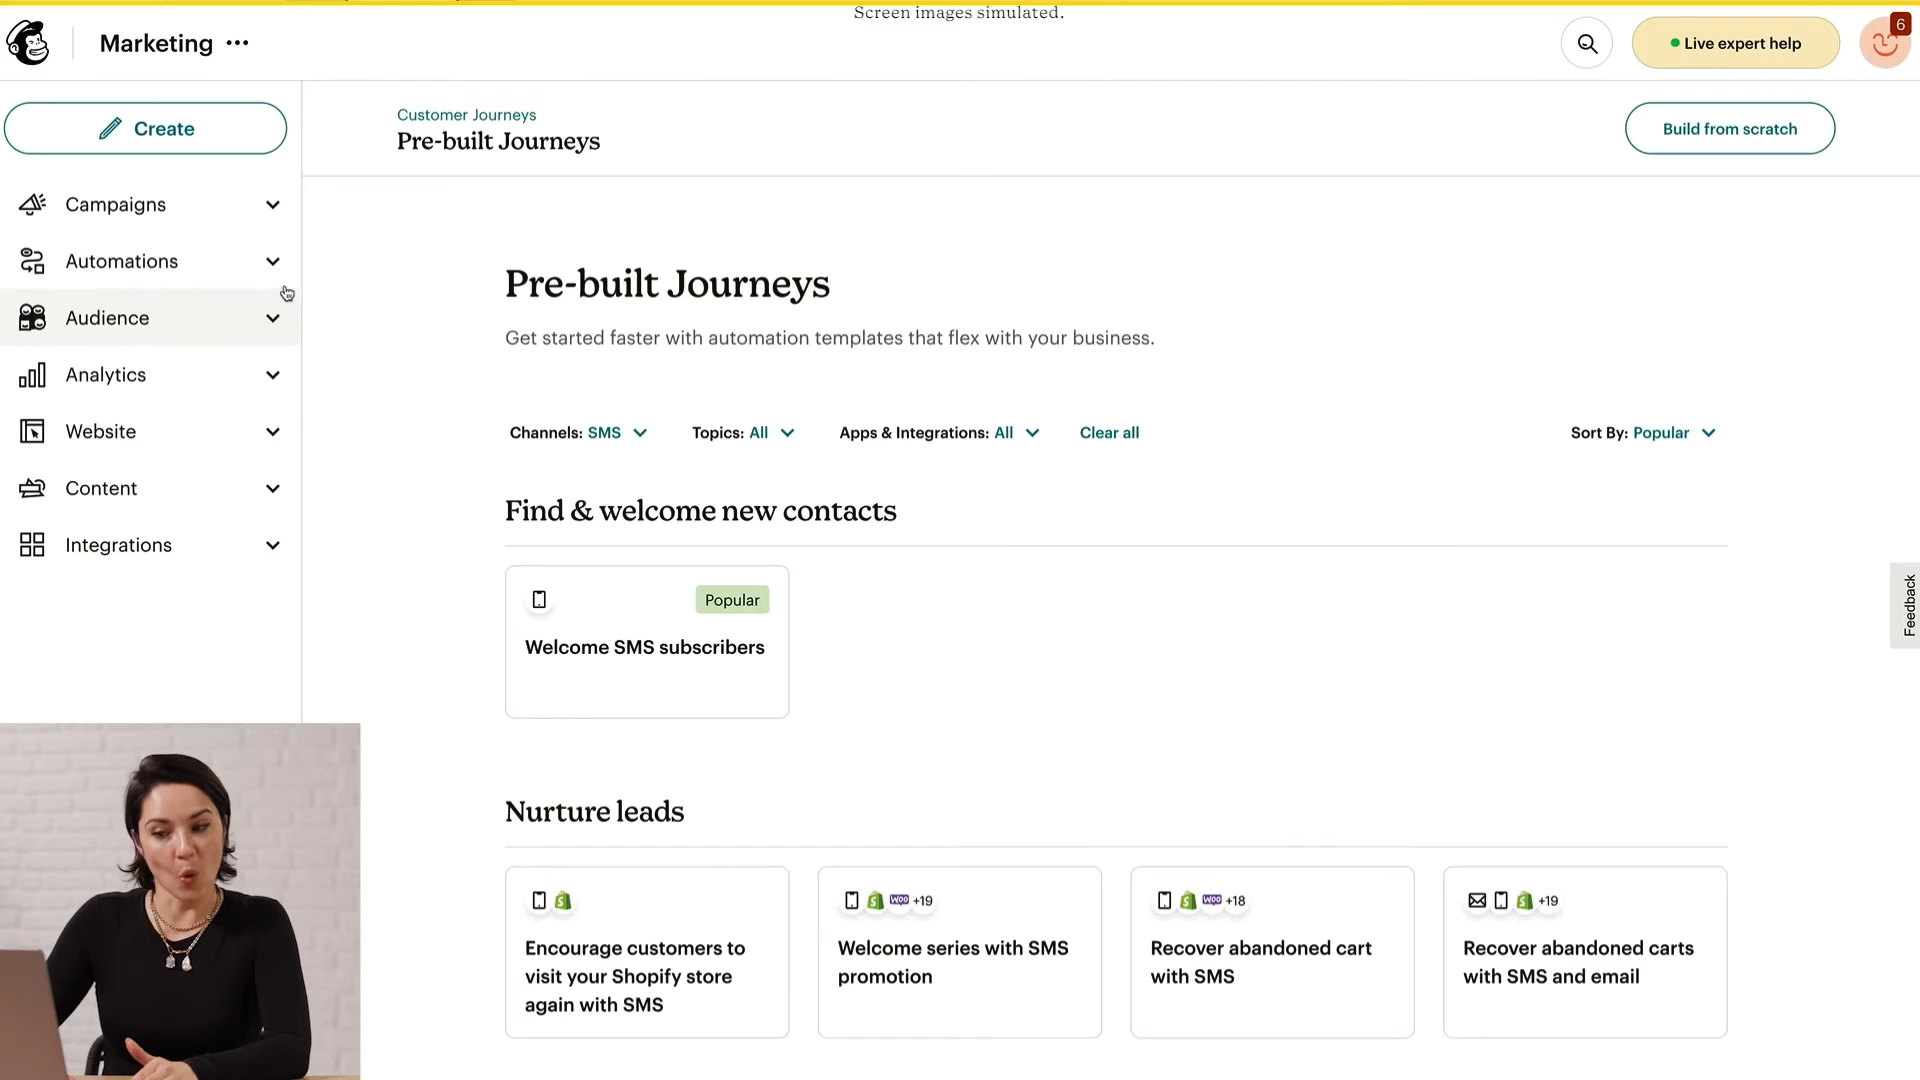 Screen images simulated.
Marketing
Live expert help
6
Create
Customer Journeys
Pre-built Journeys
Build from scratch
Campaigns
Automations
Audience
Analytics
Website
Content
Integrations
Pre-built Journeys
Get started faster with automation templates that flex with your business.
Channels: SMS
Topics: All
Apps & Integrations: All
Clear all
Sort By: Popular
Find & welcome new contacts
Popular
Welcome SMS subscribers
Feedback
Nurture leads
Encourage customers to
visit your Shopify store
again with SMS
WOO +19
Welcome series with SMS
promotion
WOO +18
Recover abandoned cart
with SMS
+19
Recover abandoned carts
with SMS and email